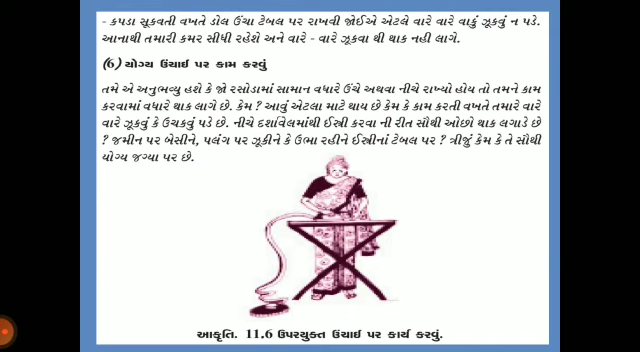 - કપડા સૂકવતી વખતે ડોલ ઉંચા ટેબલ પર રાખવી જોઈએ એટલે વારે વારે વાકું ઝૂકવું ન પડે.
આનાથી તમારી કમર સીધી રહેશે અને વારે - વારે ઝૂકવા થી થાક નહી લાગે.
(6) યોગ્ય ઉંચાઈ પર કામ કરવું
તમે એ અનુભવ્યુ હશે કે જો રસોડામાં સામાન વધારે ઉંચે અથવા નીચે રાખ્યો હોય તો તમને કામ
કરવામાં વધારે થાક લાગે છે. કેમ ? આવું એટલા માટે થાય છે કેમ કે કામ કરતી વખતે તમારે વારે
વારે ઝૂકવું કે ઉચકવું પડે છે. નીચે દર્શાવેલમાંથી ઈસ્ત્રી કરવા ની રીત સૌથી ઓછો થાક લગાડે છે
? જમીન પર બેસીને, પલંગ પર ઝૂકીને કે ઉભા રહીને ઈસ્ત્રીનાં ટેબલ પર ? ત્રીજું કેમ કે તે સૌથી
યોગ્ય જગ્યા પર છે.
આકૃતિ. 11.6 ઉપરયુક્ત ઉંચાઈ પર કાર્ય કરવું.